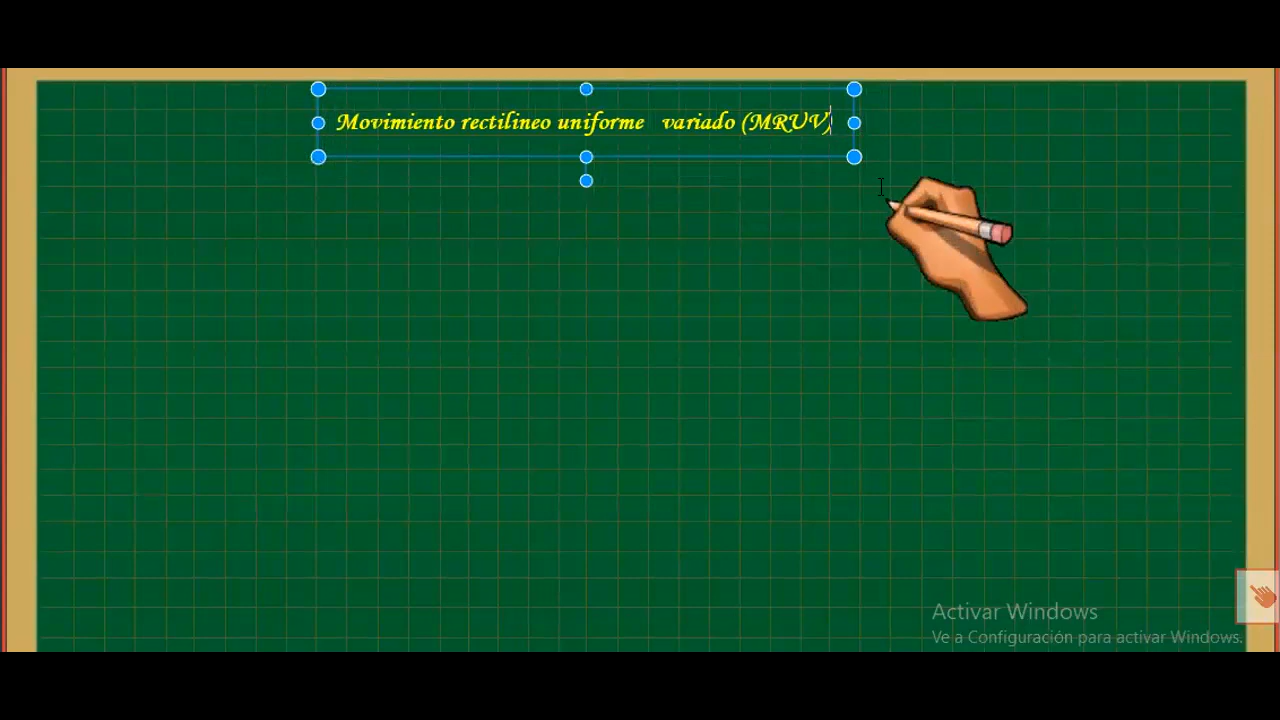 Movimiento rectilineo uniforme variado (MRUV)
Activar Windows
Ve a Configuración para activar Windows.